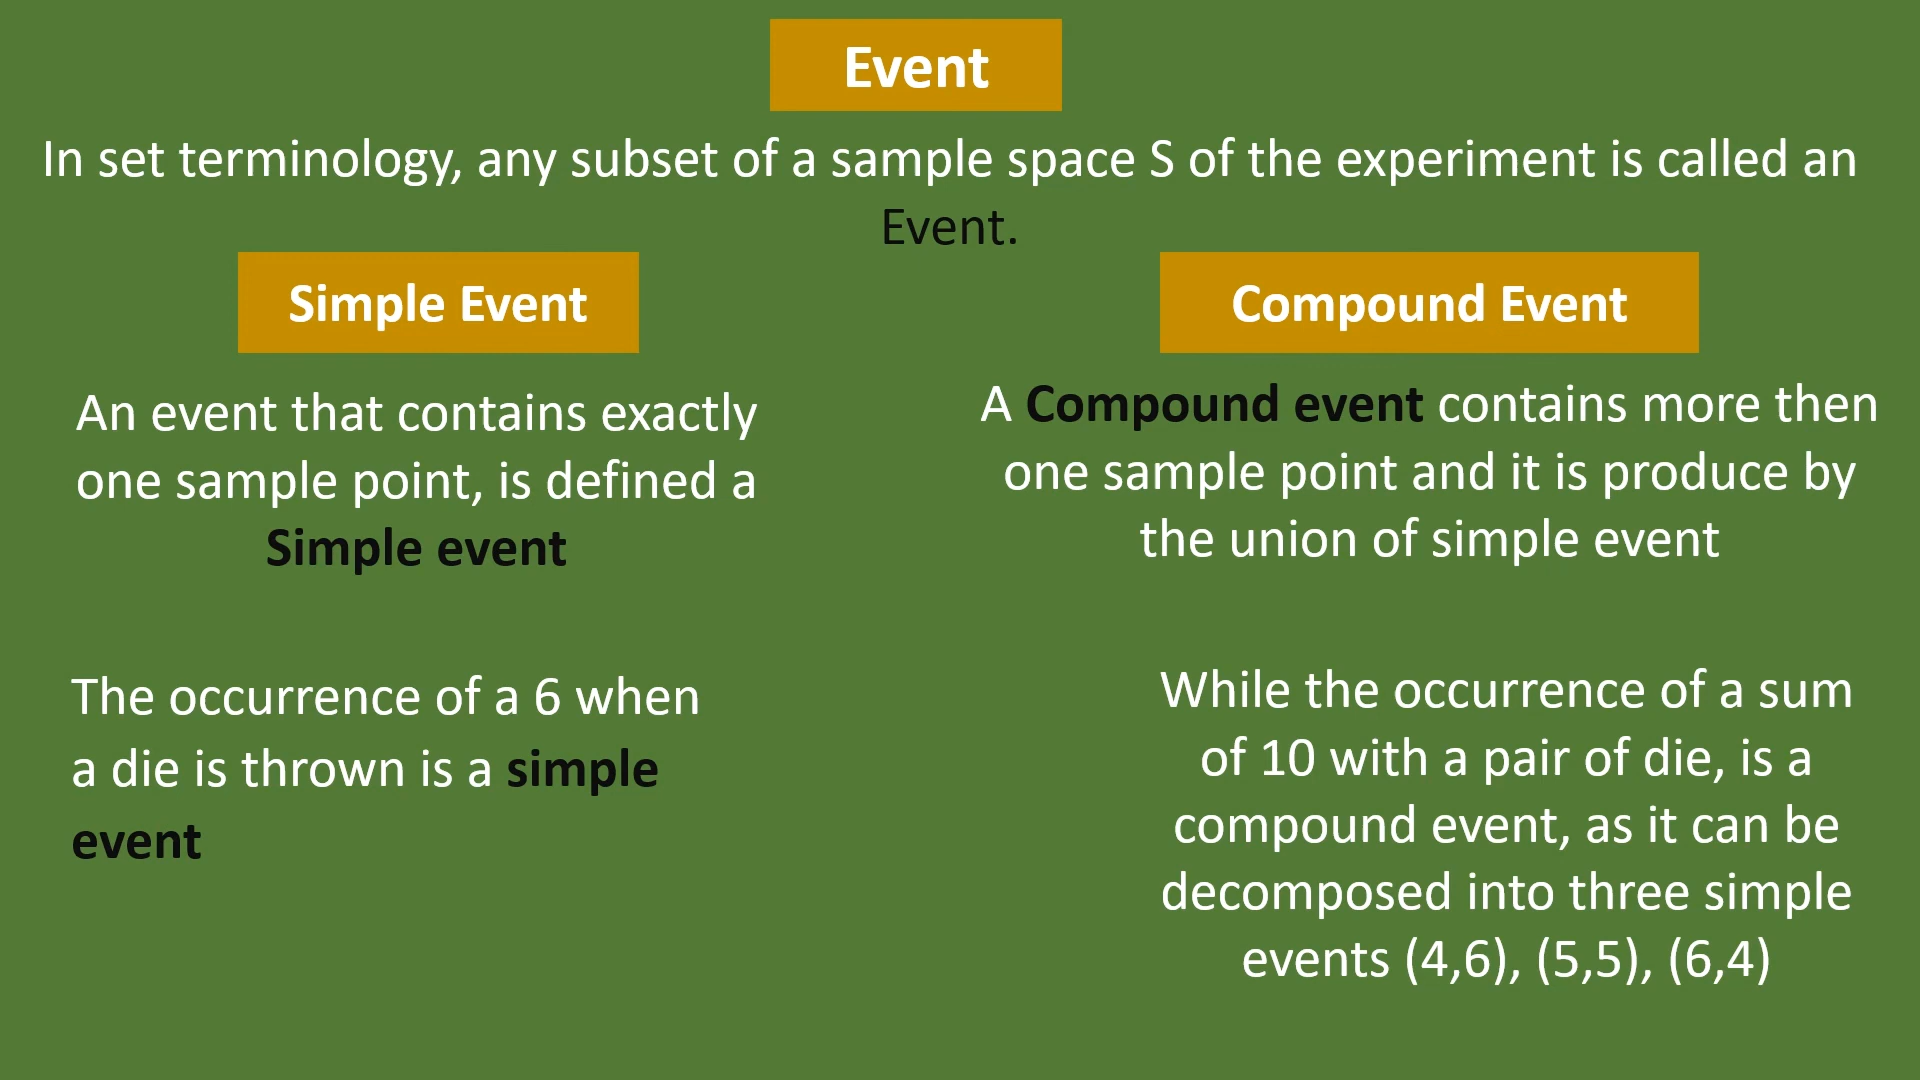 Event
In set terminology, any subset of a sample space S of the experiment is called an
Event.
Simple Event
An event that contains exactly
one sample point, is defined a
Simple event
The occurrence of a 6 when
a die is thrown is a simple
event
Compound Event
A Compound event contains more then
one sample point and it is produce by
the union of simple event
While the occurrence of a sum
of 10 with a pair of die, is a
compound event, as it can be
decomposed into three simple
events (4,6), (5,5), (6,4)